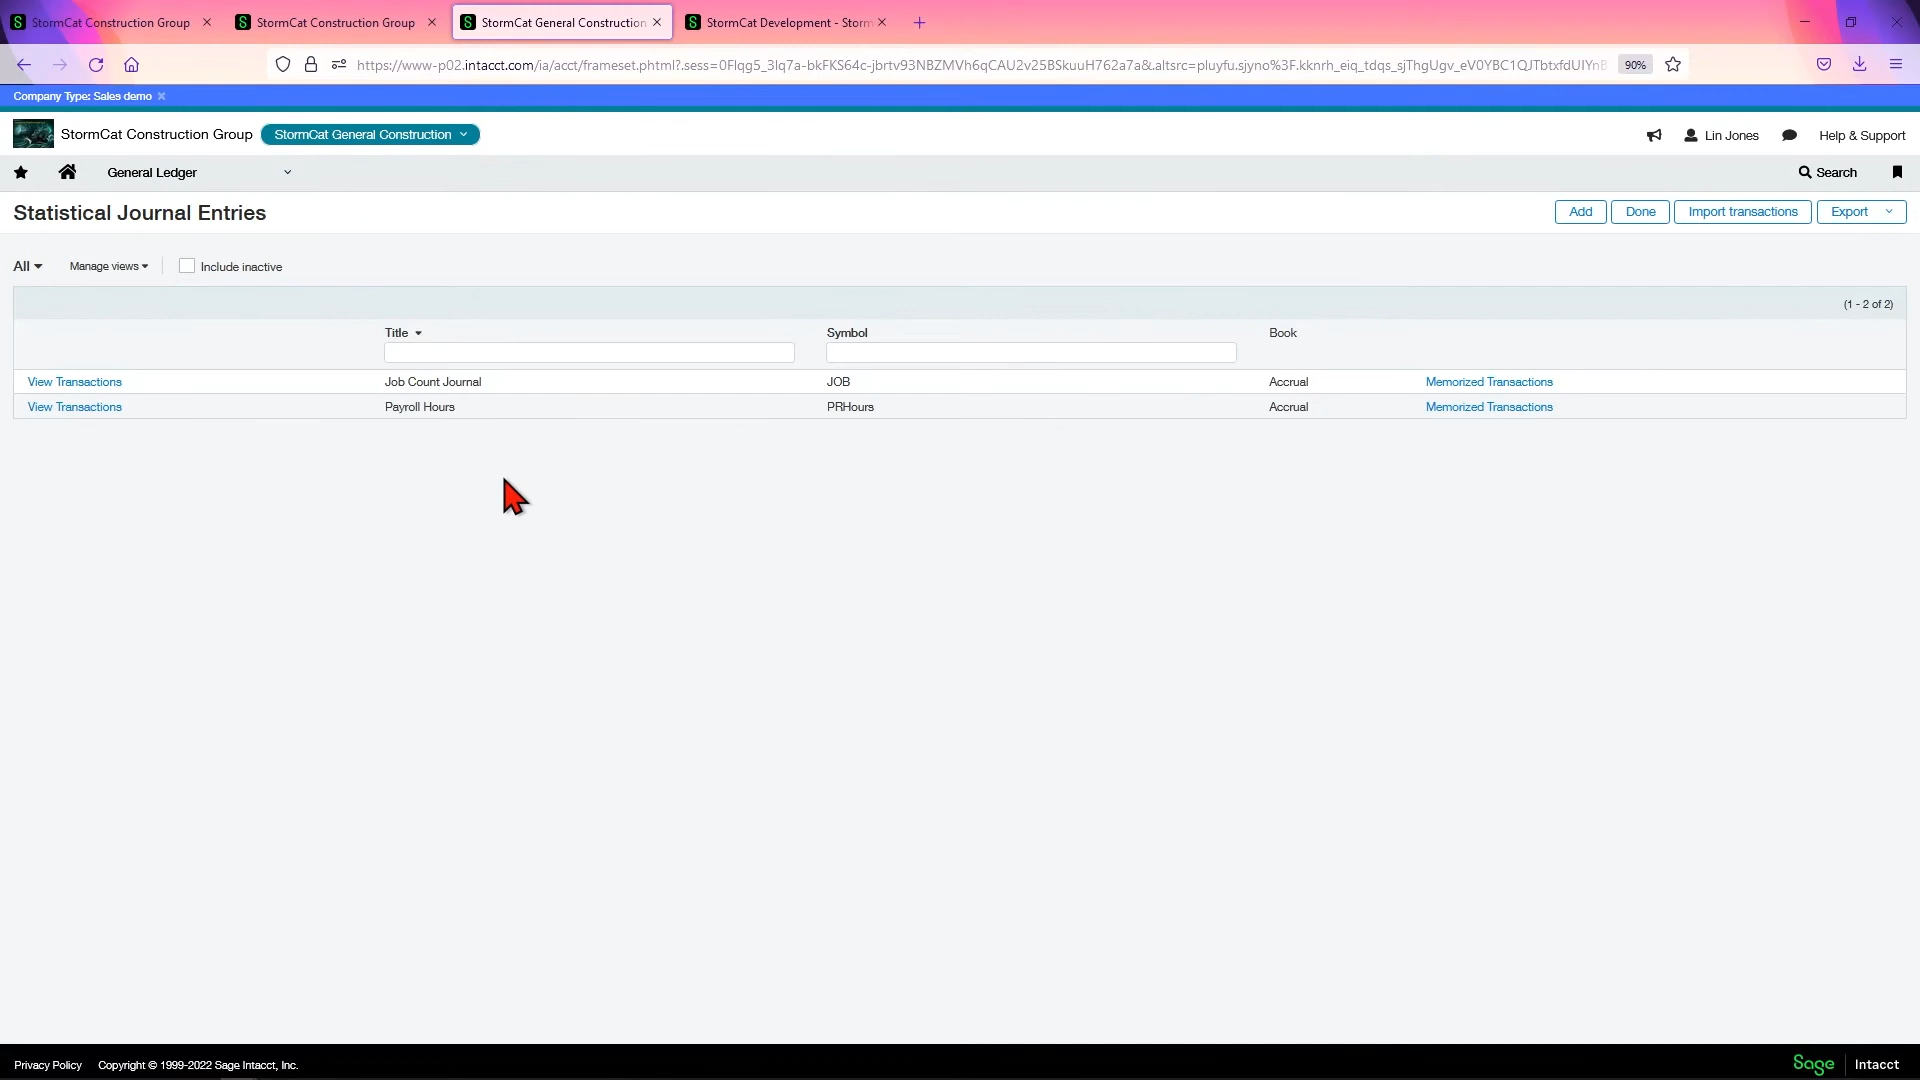 StormCat Construction Group
StormCat Construction Group
StormCat General Construction
StormCat Development - Storm
https://www-p02.intacct.com/ia/acct/frameset.phtml?.sess=0Flqg5_3lq7a-bkFKS64c-jbrtv93NBZMVh6qCAU2v25BSkuuH762a7a&.altsrc=pluyfu.sjyno%3F.kknrh_eiq_tdqs_sjThgUgv_eV0YBC1QJTbtxfdUIYnB
90%
Company Type: Sales demo
StormCat Construction Group
StormCat General Construction
Lin Jones
Help & Support
General Ledger
Search
Statistical Journal Entries
Add
Done
Import transactions
Export
All
Manage views
Include inactive
(1 - 2 of 2)
Title
Symbol
Book
View Transactions
Job Count Journal
JOB
Accrual
Memorized Transactions
View Transactions
Payroll Hours
PRHours
Accrual
Memorized Transactions
Privacy Policy
Copyright © 1999-2022 Sage Intacct, Inc.
Sage
Intacct